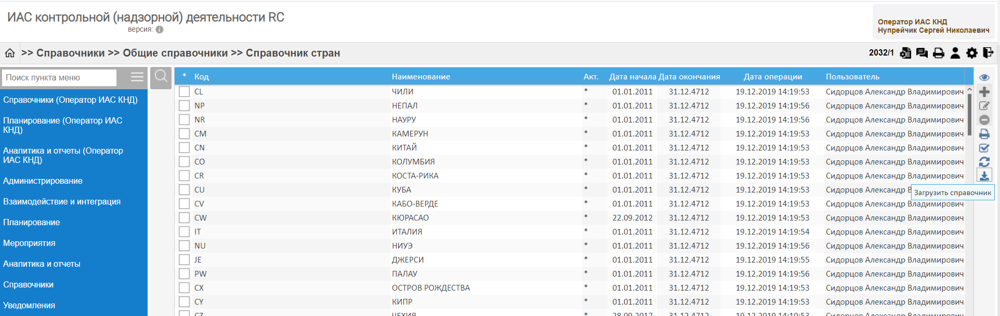 ИАС контрольной (надзорной) деятельности RC
версия:
Оператор ИАС КНД
Нупрейчик Сергей Николаевич
>> Справочники >> Общие справочники >> Справочник стран
2032/1
Поиск пункта меню
Справочники (Оператор ИАС КНД)
Планирование (Оператор ИАС
КНД)
Аналитика и отчеты (Оператор
ИАС КНД)
Администрирование
Взаимодействие и интеграция
Планирование
Мероприятия
Аналитика и отчеты
Справочники
Уведомления
* Код Наименование Акт. Дата начала Дата окончания Дата операции Пользователь
CL ЧИЛИ * 01.01.2011 31.12.4712 19.12.2019 14:19:53 Сидорцов Александр Владимирович
NP НЕПАЛ * 01.01.2011 31.12.4712 19.12.2019 14:19:56 Сидорцов Александр Владимирович
NR НАУРУ * 01.01.2011 31.12.4712 19.12.2019 14:19:56 Сидорцов Александр Владимирович
CM КАМЕРУН * 01.01.2011 31.12.4712 19.12.2019 14:19:53 Сидорцов Александр Владимирович
CN КИТАЙ * 01.01.2011 31.12.4712 19.12.2019 14:19:53 Сидорцов Александр Владимирович
CO КОЛУМБИЯ * 01.01.2011 31.12.4712 19.12.2019 14:19:53 Сидорцов Александр Владимирович
CR КОСТА-РИКА * 01.01.2011 31.12.4712 19.12.2019 14:19:53 Сидорцов Александр Владимирович
CU КУБА * 01.01.2011 31.12.4712 19.12.2019 14:19:53 Сидорцов Александр
Загрузить справочник
CV КАБО-ВЕРДЕ * 01.01.2011 31.12.4712 19.12.2019 14:19:53 Сидорцов Александр Владимирович
CW КЮРАСАО * 22.09.2012 31.12.4712 19.12.2019 14:19:53 Сидорцов Александр Владимирович
IT ИТАЛИЯ * 01.01.2011 31.12.4712 19.12.2019 14:19:54 Сидорцов Александр Владимирович
NU НИУЭ * 01.01.2011 31.12.4712 19.12.2019 14:19:56 Сидорцов Александр Владимирович
JE ДЖЕРСИ * 01.01.2011 31.12.4712 19.12.2019 14:19:55 Сидорцов Александр Владимирович
PW ПАЛАУ * 01.01.2011 31.12.4712 19.12.2019 14:19:56 Сидорцов Александр Владимирович
CX ОСТРОВ РОЖДЕСТВА * 01.01.2011 31.12.4712 19.12.2019 14:19:53 Сидорцов Александр Владимирович
CY КИПР * 01.01.2011 31.12.4712 19.12.2019 14:19:53 Сидорцов Александр Владимирович
CZ ЧЕХИЯ * 28.09.2017 31.12.4712 19.12.2019 14:19:53 Сидорцов Александр Владимирович